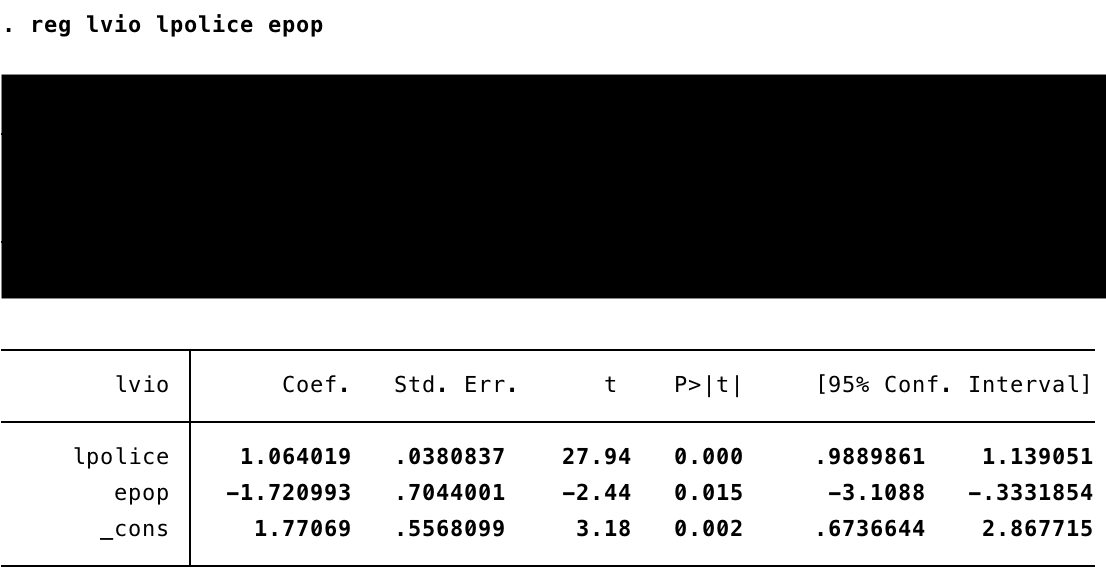 . reg lvio lpolice epop
lvio Coef. Std. Err. t P>|t| [95% Conf. Interval]
lpolice 1.064019 .0380837 27.94 0.000 .9889861 1.139051
epop −1.720993 .7044001 −2.44 0.015 −3.1088 −.3331854
_cons 1.77069 .5568099 3.18 0.002 .6736644 2.867715